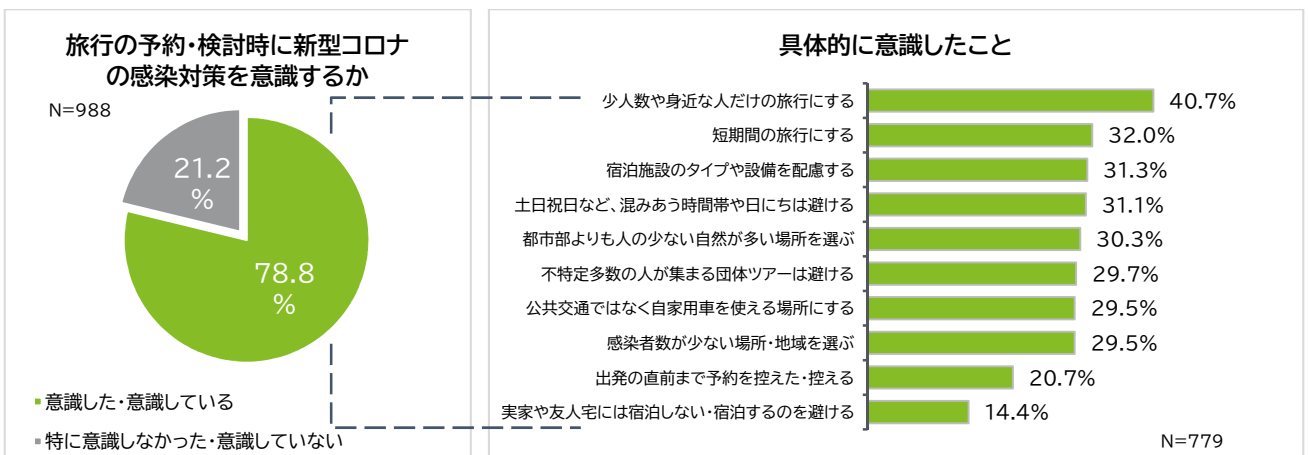 旅行の予約・検討時に新型コロナ
の感染対策を意識するか
N=988
21.2
%
78.8
%
意識した・意識している
特に意識しなかった・意識していない
具体的に意識したこと
少人数や身近な人だけの旅行にする 40.7%
短期間の旅行にする 32.0%
宿泊施設のタイプや設備を配慮する 31.3%
土日祝日など、混みあう時間帯や日にちは避ける 31.1%
都市部よりも人の少ない自然が多い場所を選ぶ 30.3%
不特定多数の人が集まる団体ツアーは避ける 29.7%
公共交通ではなく自家用車を使える場所にする 29.5%
感染者数が少ない場所・地域を選ぶ 29.5%
出発の直前まで予約を控えた・控える 20.7%
実家や友人宅には宿泊しない・宿泊するのを避ける 14.4%
N=779